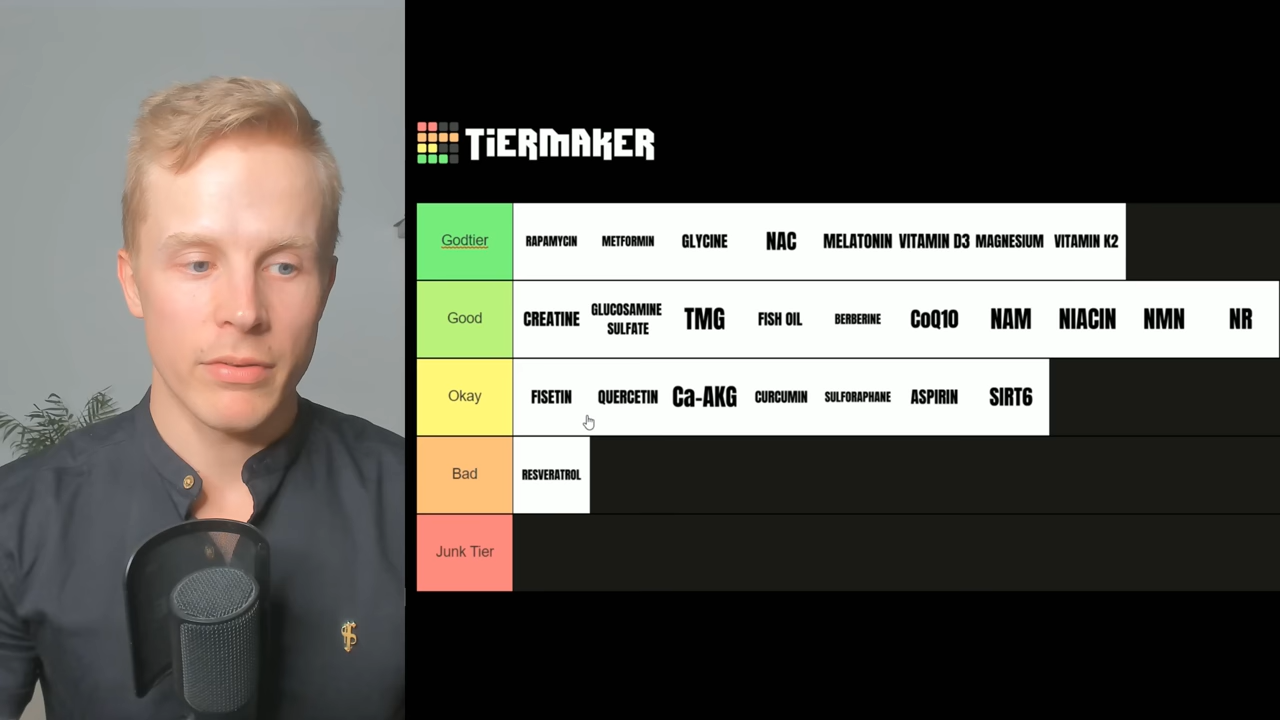 TiERMAKER
Godtier
RAPAMYCIN
METFORMIN
GLYCINE
NAC
MELATONIN
VITAMIN D3
MAGNESIUM
VITAMIN K2
Good
CREATINE
GLUCOSAMINE
SULFATE
TMG
FISH OIL
BERBERINE
CoQ10
NAM
NIACIN
NMN
NR
Okay
FISETIN
QUERCETIN
Ca-AKG
CURCUMIN
SULFORAPHANE
ASPIRIN
SIRT6
Bad
RESVERATROL
Junk Tier